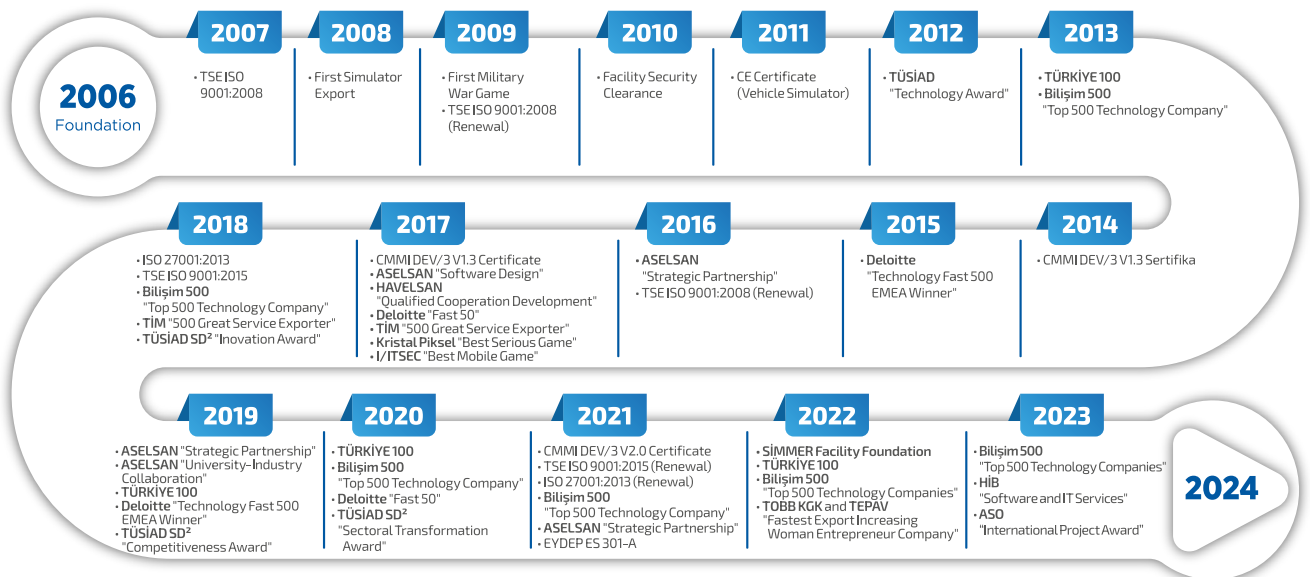 2006
Foundation
2007
• TSE ISO
9001:2008
2008
• First Simulator
Export
2009
• First Military
War Game
• TSE ISO 9001:2008
(Renewal)
2010
• Facility Security
Clearance
2011
CE Certificate
(Vehicle Simulator)
2012
• TÜSİAD
"Technology Award"
2013
• TÜRKİYE 100
• Bilişim 500
"Top 500 Technology Company"
2014
• CMMI DEV/3 V1.3 Sertifika
2015
• Deloitte
"Technology Fast 500
EMEA Winner"
2016
• ASELSAN
"Strategic Partnership"
• TSE ISO 9001:2008 (Renewal)
2017
• CMMI DEV/3 V1.3 Certificate
• ASELSAN "Software Design"
• HAVELSAN
"Qualified Cooperation Development"
• Deloitte "Fast 50"
• TİM "500 Great Service Exporter"
• Kristal Piksel "Best Serious Game"
• I/ITSEC "Best Mobile Game"
2018
• ISO 27001:2013
• TSE ISO 9001:2015
• Bilişim 500
"Top 500 Technology Company"
• TİM "500 Great Service Exporter"
• TÜSİAD SD² "Inovation Award"
2019
• ASELSAN "Strategic Partnership"
• ASELSAN "University-Industry
Collaboration"
• TÜRKİYE 100
• Deloitte "Technology Fast 500
EMEA Winner"
• TÜSİAD SD²
"Competitiveness Award"
2020
• TÜRKİYE 100
• Bilişim 500
"Top 500 Technology Company"
• Deloitte "Fast 50"
• TÜSİAD SD²
"Sectoral Transformation
Award"
2021
• CMMI DEV/3 V2.0 Certificate
• TSE ISO 9001:2015 (Renewal)
• ISO 27001:2013 (Renewal)
• Bilişim 500
"Top 500 Technology Company"
• ASELSAN "Strategic Partnership"
• EYDEP ES 301-A
2022
• SİMMER Facility Foundation
• TÜRKİYE 100
• Bilişim 500
"Top 500 Technology Companies"
• TOBB KGK and TEPAV
"Fastest Export Increasing
Woman Entrepreneur Company"
2023
• Bilişim 500
"Top 500 Technology Companies"
• HİB
"Software and IT Services"
• ASO
"International Project Award"
2024